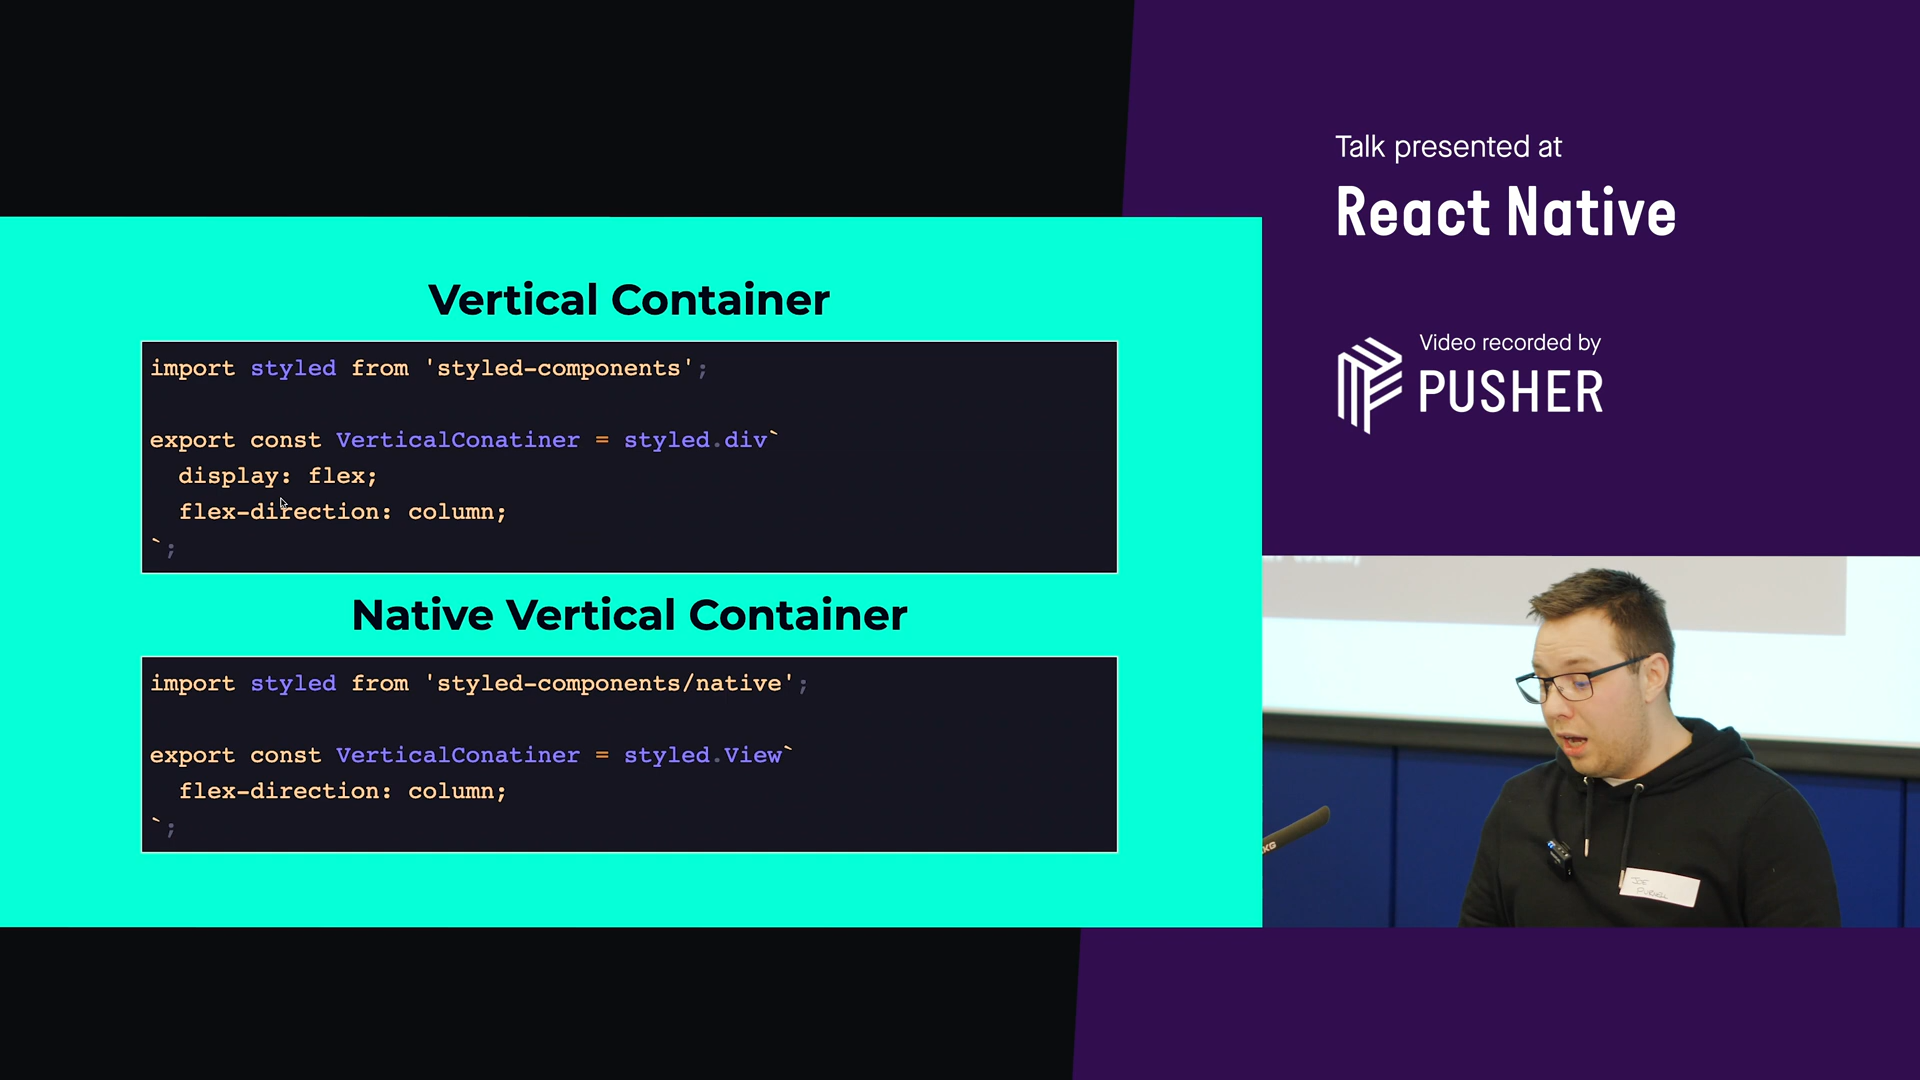 Talk presented at
React Native
Video recorded by
PUSHER
Vertical Container
import styled from 'styled-components';
export const VerticalConatiner = styled.div`
  display: flex;
  flex-direction: column;
`;
Native Vertical Container
import styled from 'styled-components/native';
export const VerticalConatiner = styled.View`
  flex-direction: column;
`;
JOE